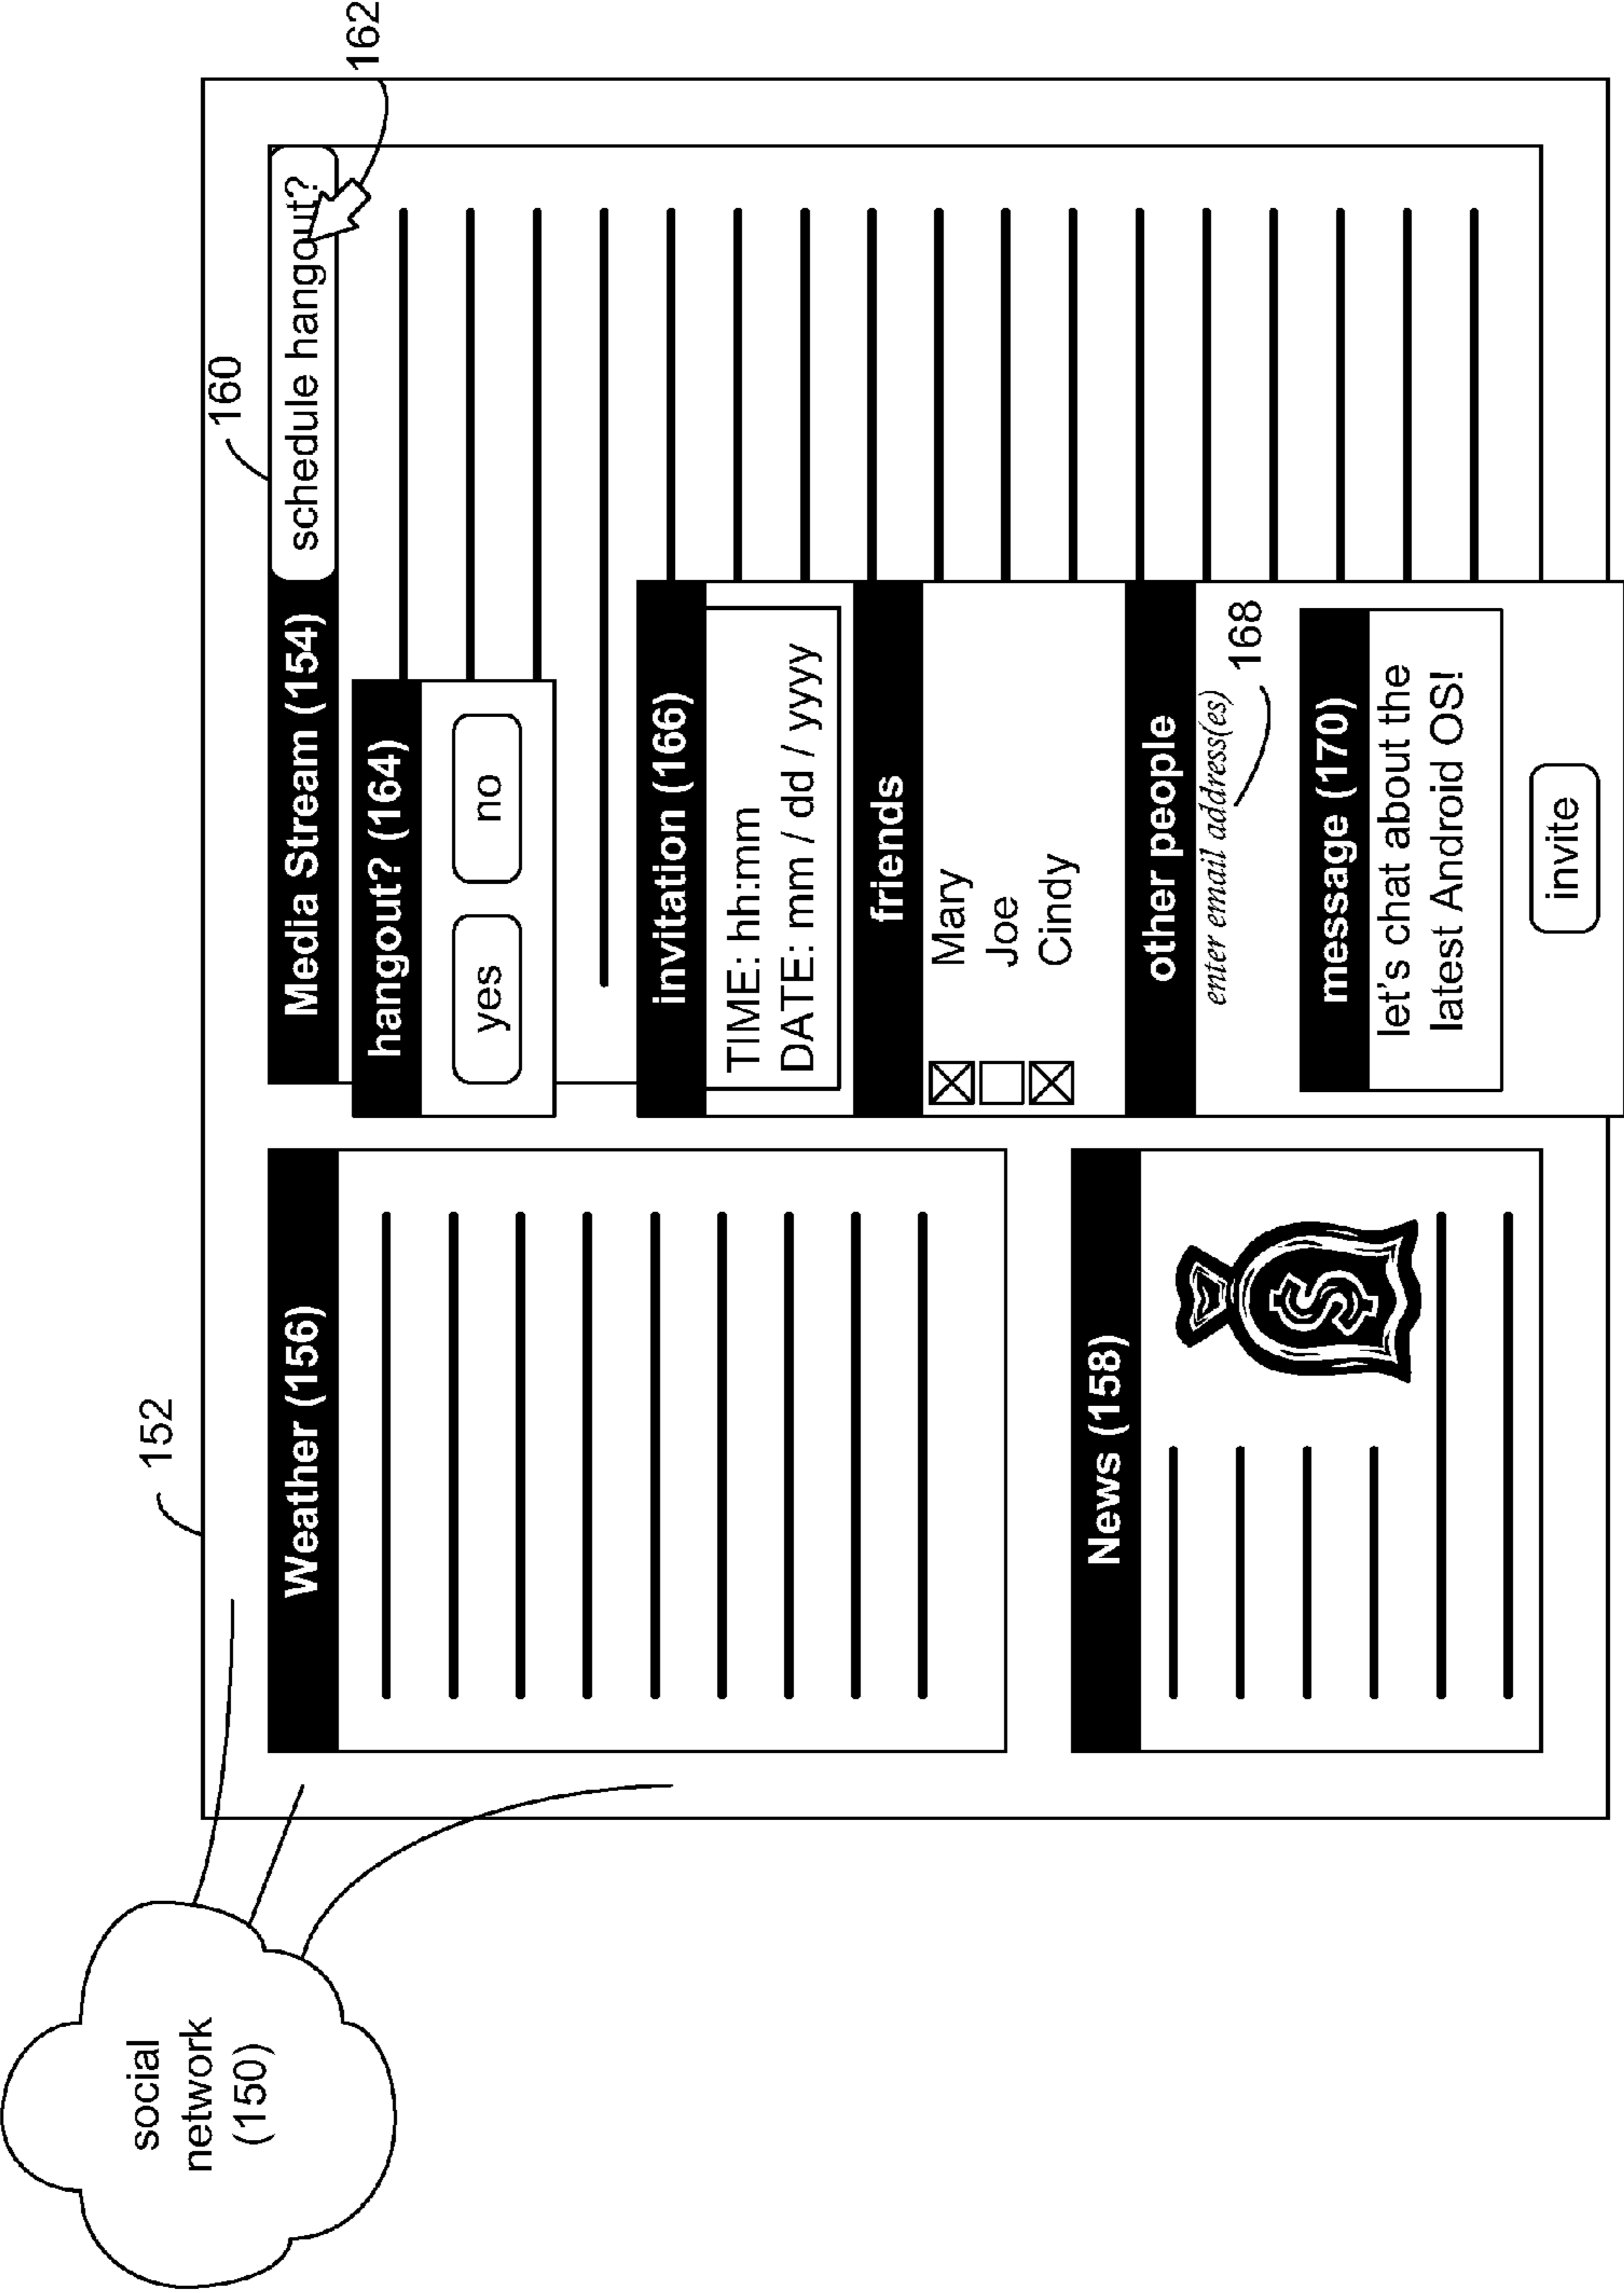 social
network
(150)
152
Weather (156)
News (158)
160
162
Media Stream (154)
schedule hangout?
hangout? (164)
yes
no
invitation (166)
TIME: hh:mm
DATE: mm / dd / yyyy
friends
Mary
Joe
Cindy
other people
enter email address(es)
168
message (170)
let's chat about the
latest Android OS!
invite
$